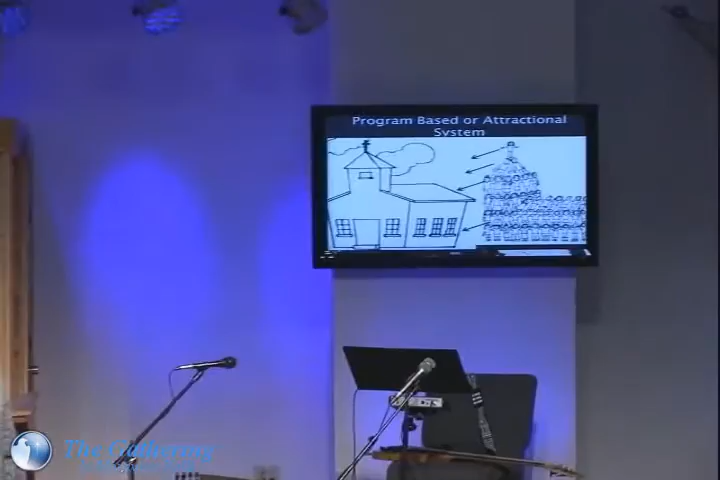 Program Based or Attractional
System
The Gathering